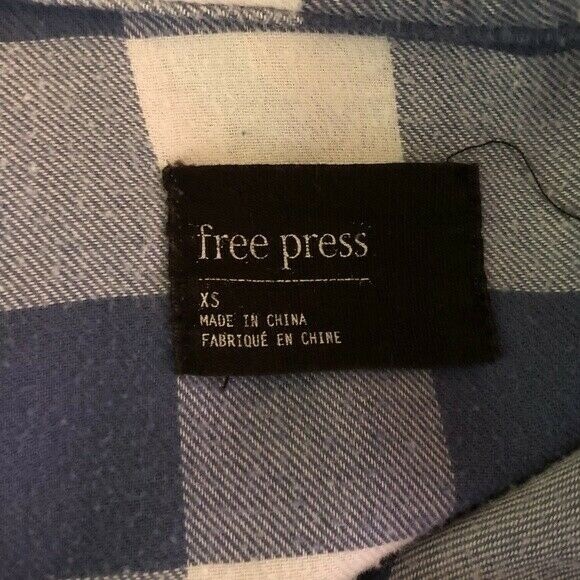 free press
XS
MADE IN CHINA
FABRIQUÉ EN CHINE